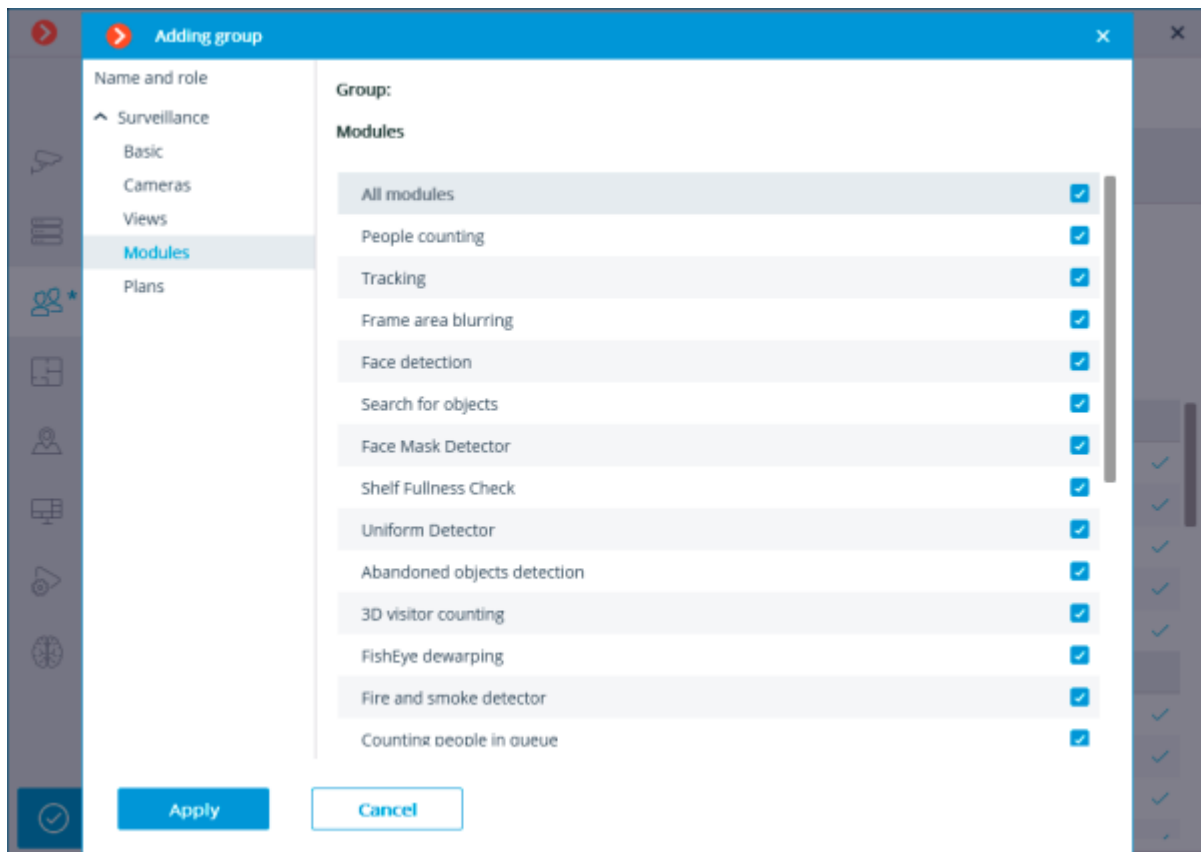 Adding group
Name and role
Surveillance
Basic
Cameras
Views
Modules
Plans
Group:
Modules
All modules
People counting
Tracking
Frame area blurring
Face detection
Search for objects
Face Mask Detector
Shelf Fullness Check
Uniform Detector
Abandoned objects detection
3D visitor counting
FishEye dewarping
Fire and smoke detector
Counting people in queue
Apply
Cancel